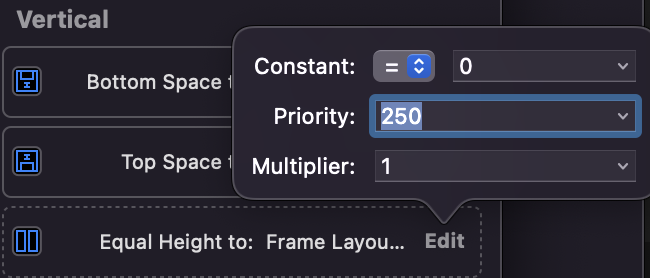 Vertical
Constant: = 0
Bottom Space t
Priority: 250
Top Space t
Multiplier: 1
Equal Height to: Frame Layou... Edit